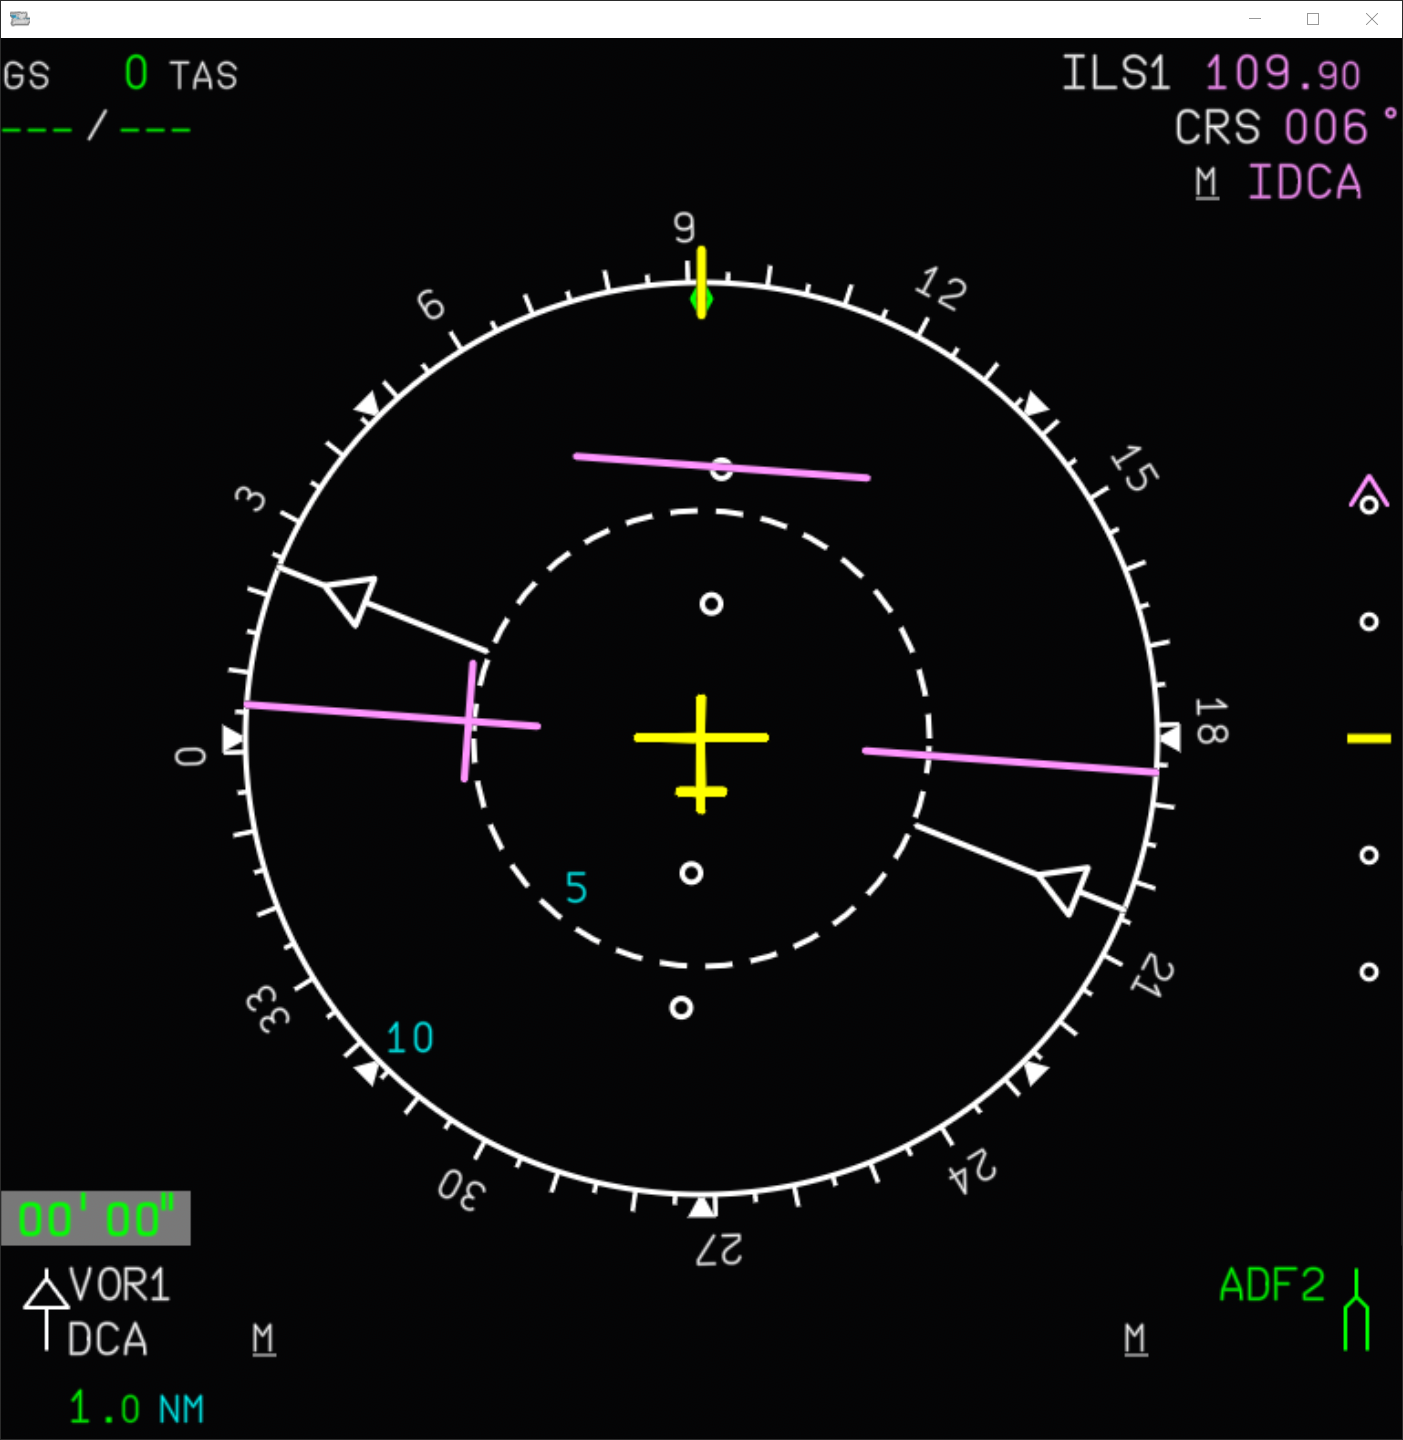 GS 0 TAS
---/---
ILS1 109.90
CRS 006°
M IDCA
9
12
15
18
21
24
27
30
33
0
3
6
5
10
00'00"
VOR1
DCA M
1.0 NM
ADF2
M